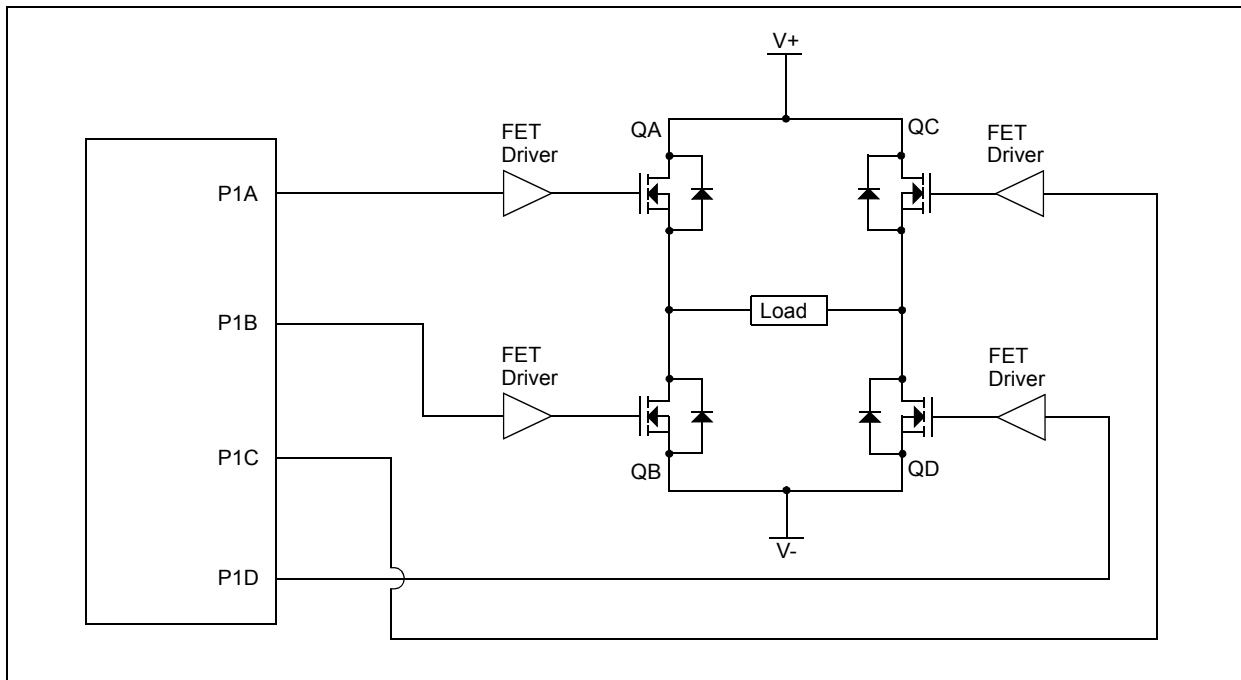 V+
QA
FET
Driver
QC
FET
Driver
P1A
P1B
Load
FET
Driver
FET
Driver
P1C
QB
QD
V-
P1D